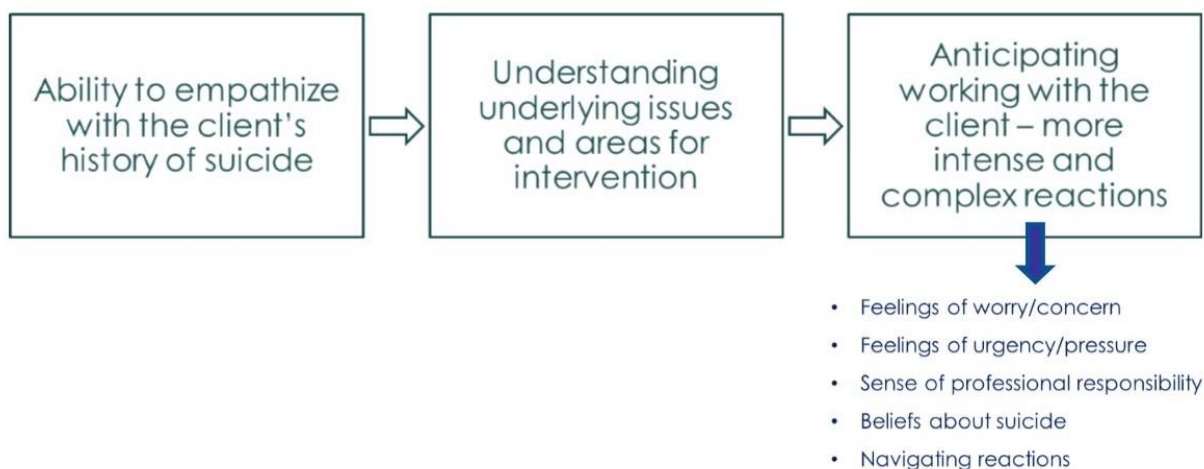 Ability to empathize
with the client's
history of suicide
Understanding
underlying issues
and areas for
intervention
Anticipating
working with the
client – more
intense and
complex reactions
• Feelings of worry/concern
• Feelings of urgency/pressure
• Sense of professional responsibility
• Beliefs about suicide
• Navigating reactions